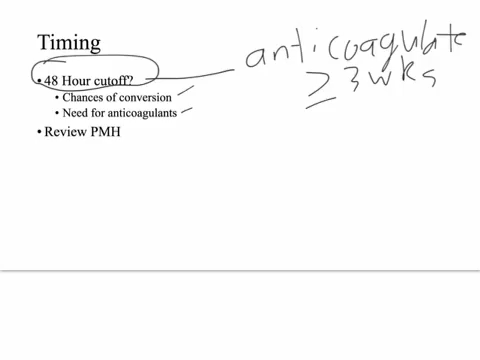 Timing
anticoagulate
≥ 3 wks
• 48 Hour cutoff?
• Chances of conversion
• Need for anticoagulants
• Review PMH